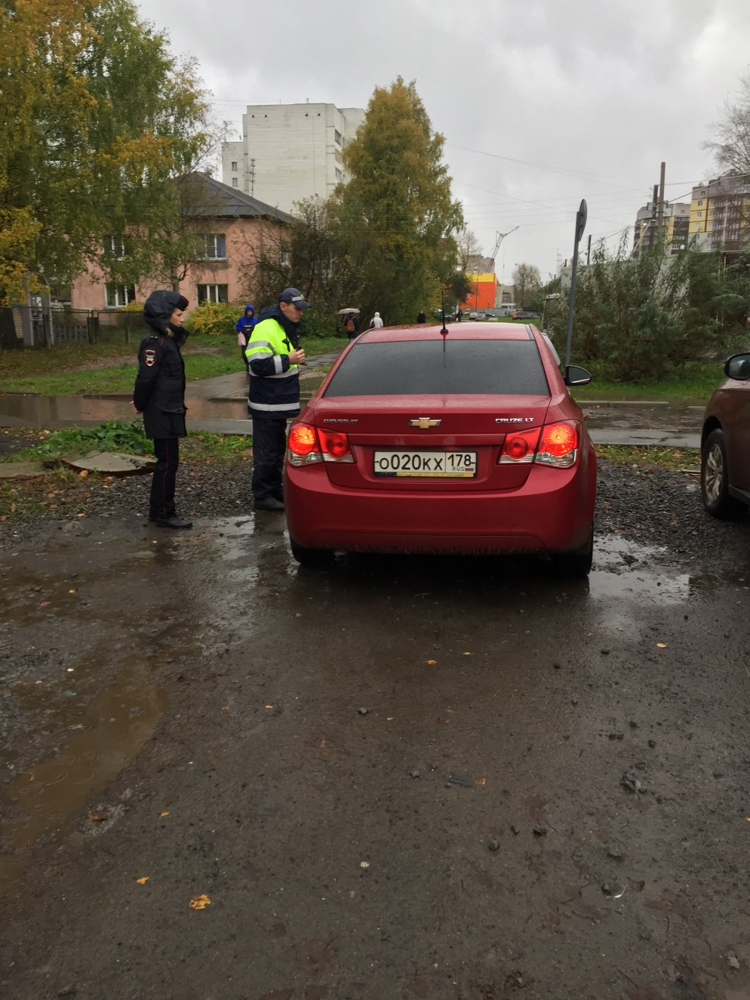 CHEVROLET
CRUZE LT
О020КХ 178
RUS